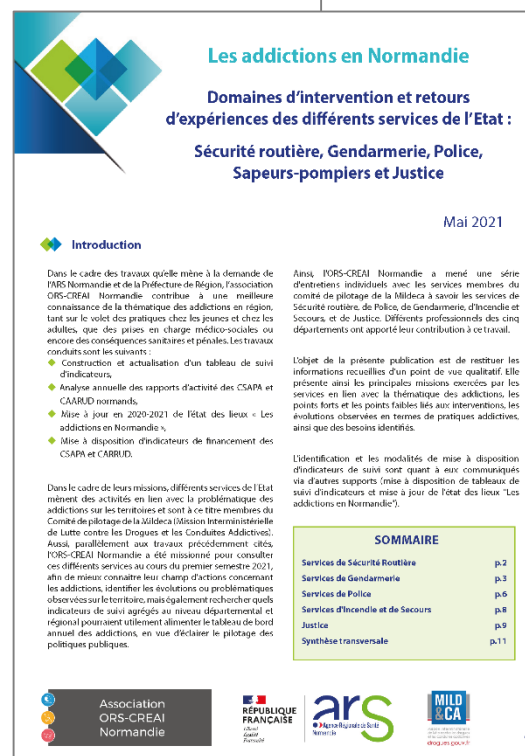 Les addictions en Normandie
Domaines d'intervention et retours
d'expériences des différents services de l'Etat :
Sécurité routière, Gendarmerie, Police,
Sapeurs-pompiers et Justice
Mai 2021
Introduction
Dans le cadre des travaux qu'elle mène à la demande de
l'ARS Normandie et de la Préfecture de Région, l'association
ORS-CREAI Normandie contribue à une meilleure
connaissance de la thématique des addictions en région,
tant sur le volet des pratiques chez les jeunes et chez les
adultes, que des prises en charge médico-sociales ou
encore des conséquences sanitaires et pénales. Les travaux
conduits sont les suivants :
Construction et actualisation d'un tableau de suivi
d'indicateurs,
Analyse annuelle des rapports d'activité des CSAPA et
CAARUD normands,
Mise à jour en 2020-2021 de l'état des lieux « Les
addictions en Normandie »,
Mise à disposition d'indicateurs de financement des
CSAPA et CARRUD.
Dans le cadre de leurs missions, différents services de l'Etat
mènent des activités en lien avec la problématique des
addictions sur les territoires et sont à ce titre membres du
Comité de pilotage de la Mildeca (Mission Interministérielle
de Lutte contre les Drogues et les Conduites Addictives).
Aussi, parallèlement aux travaux précédemment cités,
l'ORS-CREAI Normandie a été missionné pour consulter
ces différents services au cours du premier semestre 2021,
afin de mieux connaitre leur champ d'actions concernant
les addictions, identifier les évolutions ou problématiques
observées sur le territoire, mais également rechercher quels
indicateurs de suivi agrégés au niveau départemental et
régional pourraient utilement alimenter le tableau de bord
annuel des addictions, en vue d'éclairer le pilotage des
politiques publiques.
Ainsi, l'ORS-CREAI Normandie a mené une série
d'entretiens individuels avec les services membres du
comité de pilotage de la Mildeca à savoir les services de
Sécurité routière, de Police, de Gendarmerie, d'Incendie et
Secours, et de Justice. Différents professionnels des cinq
départements ont apporté leur contribution à ce travail.
L'objet de la présente publication est de restituer les
informations recueillies d'un point de vue qualitatif. Elle
présente ainsi les principales missions exercées par les
services en lien avec la thématique des addictions, les
points forts et les points faibles liés aux interventions, les
évolutions observées en termes de pratiques addictives,
ainsi que des besoins identifiés.
L'identification et les modalités de mise à disposition
d'indicateurs de suivi sont quant à eux communiqués
via d'autres supports (mise à disposition de tableaux de
suivi d'indicateurs et mise à jour de l'état des lieux "Les
addictions en Normandie").
SOMMAIRE
Services de Sécurité Routière p.2
Services de Gendarmerie p.3
Services de Police p.6
Services d'Incendie et de Secours p.8
Justice p.9
Synthèse transversale p.11
Association
ORS-CREAI
Normandie
RÉPUBLIQUE
FRANÇAISE
Liberté
Égalité
Fraternité
ars
Agence Régionale de Santé
Normandie
MILD
&CA
drogues.gouv.fr